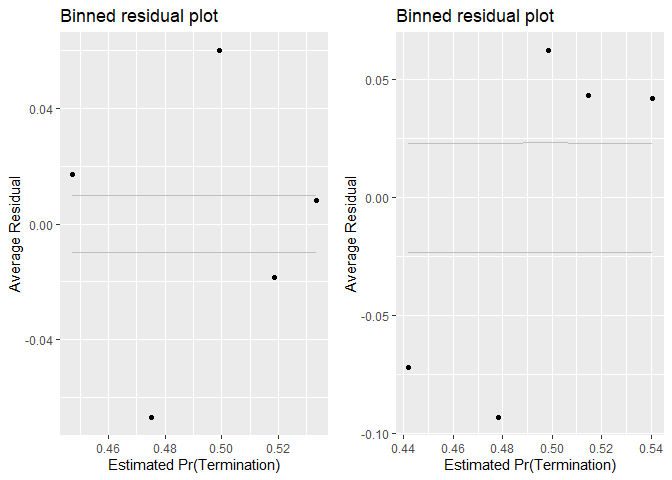 Binned residual plot
Average Residual
0.04
0.00
-0.04
0.46 0.48 0.50 0.52
Estimated Pr(Termination)
Binned residual plot
Average Residual
0.05
0.00
-0.05
-0.10
0.44 0.46 0.48 0.50 0.52 0.54
Estimated Pr(Termination)